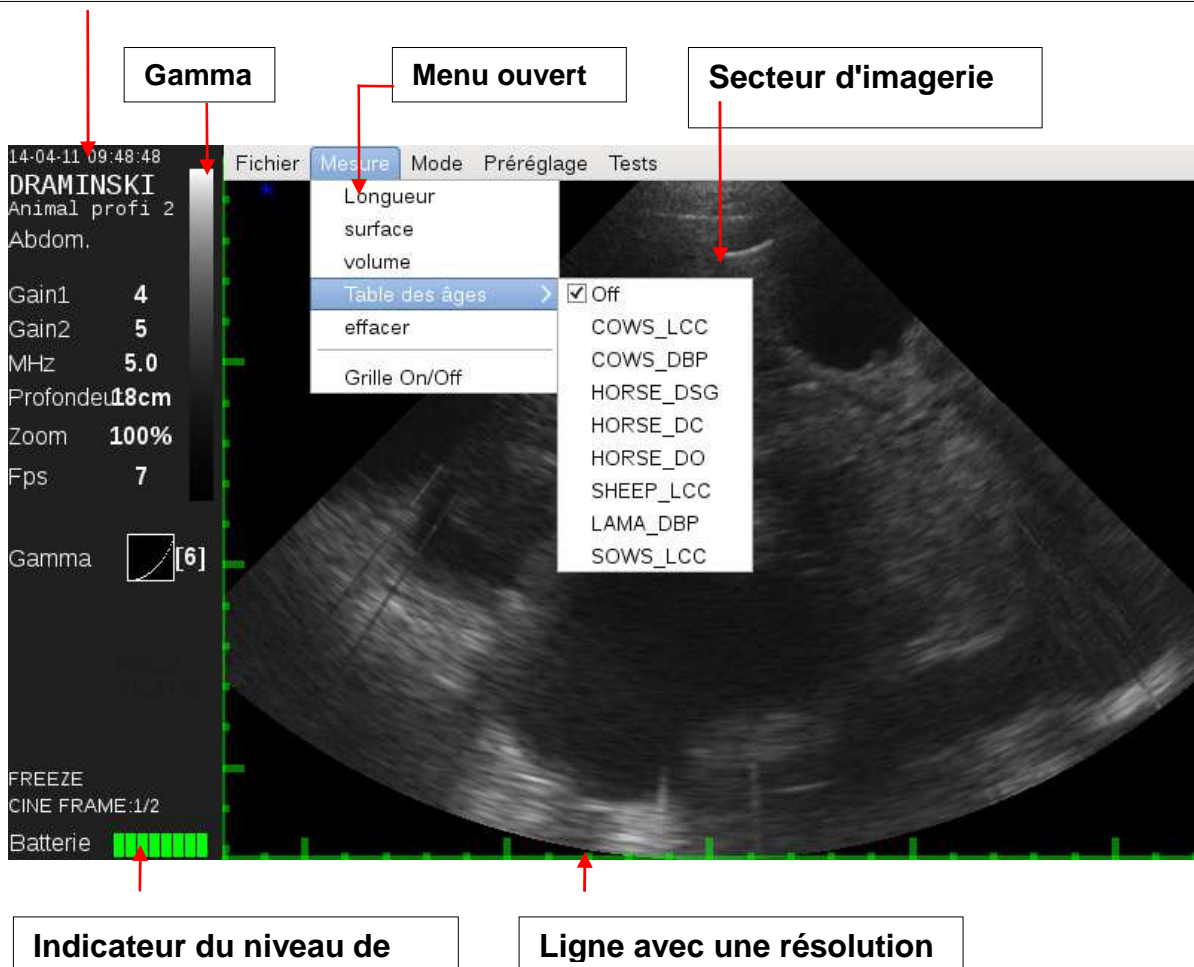 Gamma
Menu ouvert
Secteur d'imagerie
14-04-11 09:48:48
DRAMINSKI
Animal profi 2
Abdom.
Gain1 4
Gain2 5
MHz 5.0
Profondeur 18cm
Zoom 100%
Fps 7
Gamma [6]
FREEZE
CINE FRAME:1/2
Batterie
Fichier Mesure Mode Préréglage Tests
Longueur
surface
volume
Table des âges
effacer
Grille On/Off
Off
COWS_LCC
COWS_DBP
HORSE_DSG
HORSE_DC
HORSE_DO
SHEEP_LCC
LAMA_DBP
SOWS_LCC
Indicateur du niveau de
Ligne avec une résolution